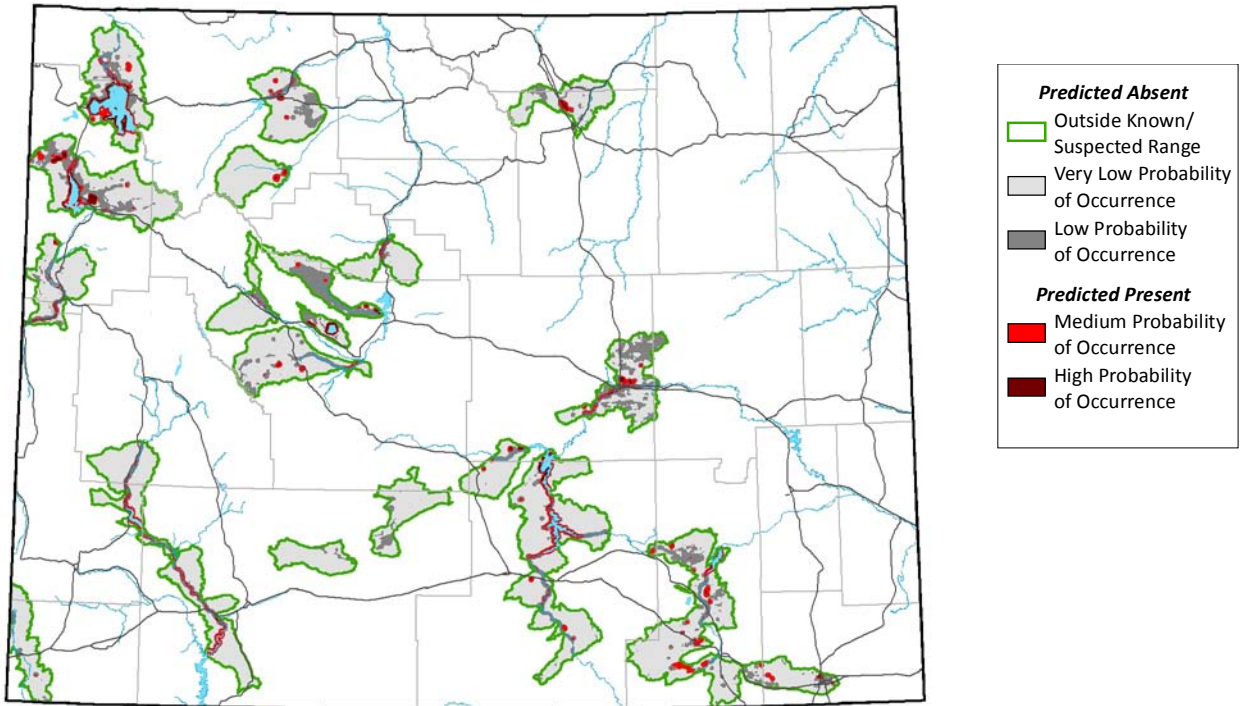 Predicted Absent
Outside Known/
Suspected Range
Very Low Probability
of Occurrence
Low Probability
of Occurrence
Predicted Present
Medium Probability
of Occurrence
High Probability
of Occurrence